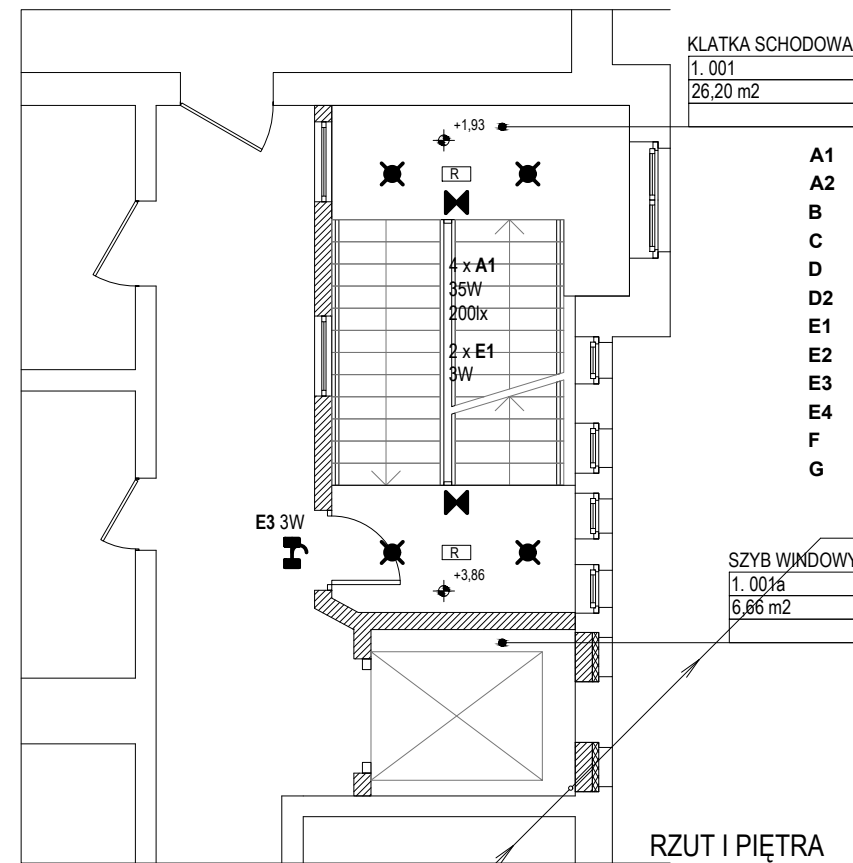 KLATKA SCHODOWA
1. 001
26,20 m2
+1,93
R
A1
A2
B
C
D
D2
E1
E2
E3
E4
F
G
4 x A1
35W
200lx
2 x E1
3W
E3 3W
R
+3,86
SZYB WINDOWY
1. 001a
6,66 m2
RZUT I PIĘTRA